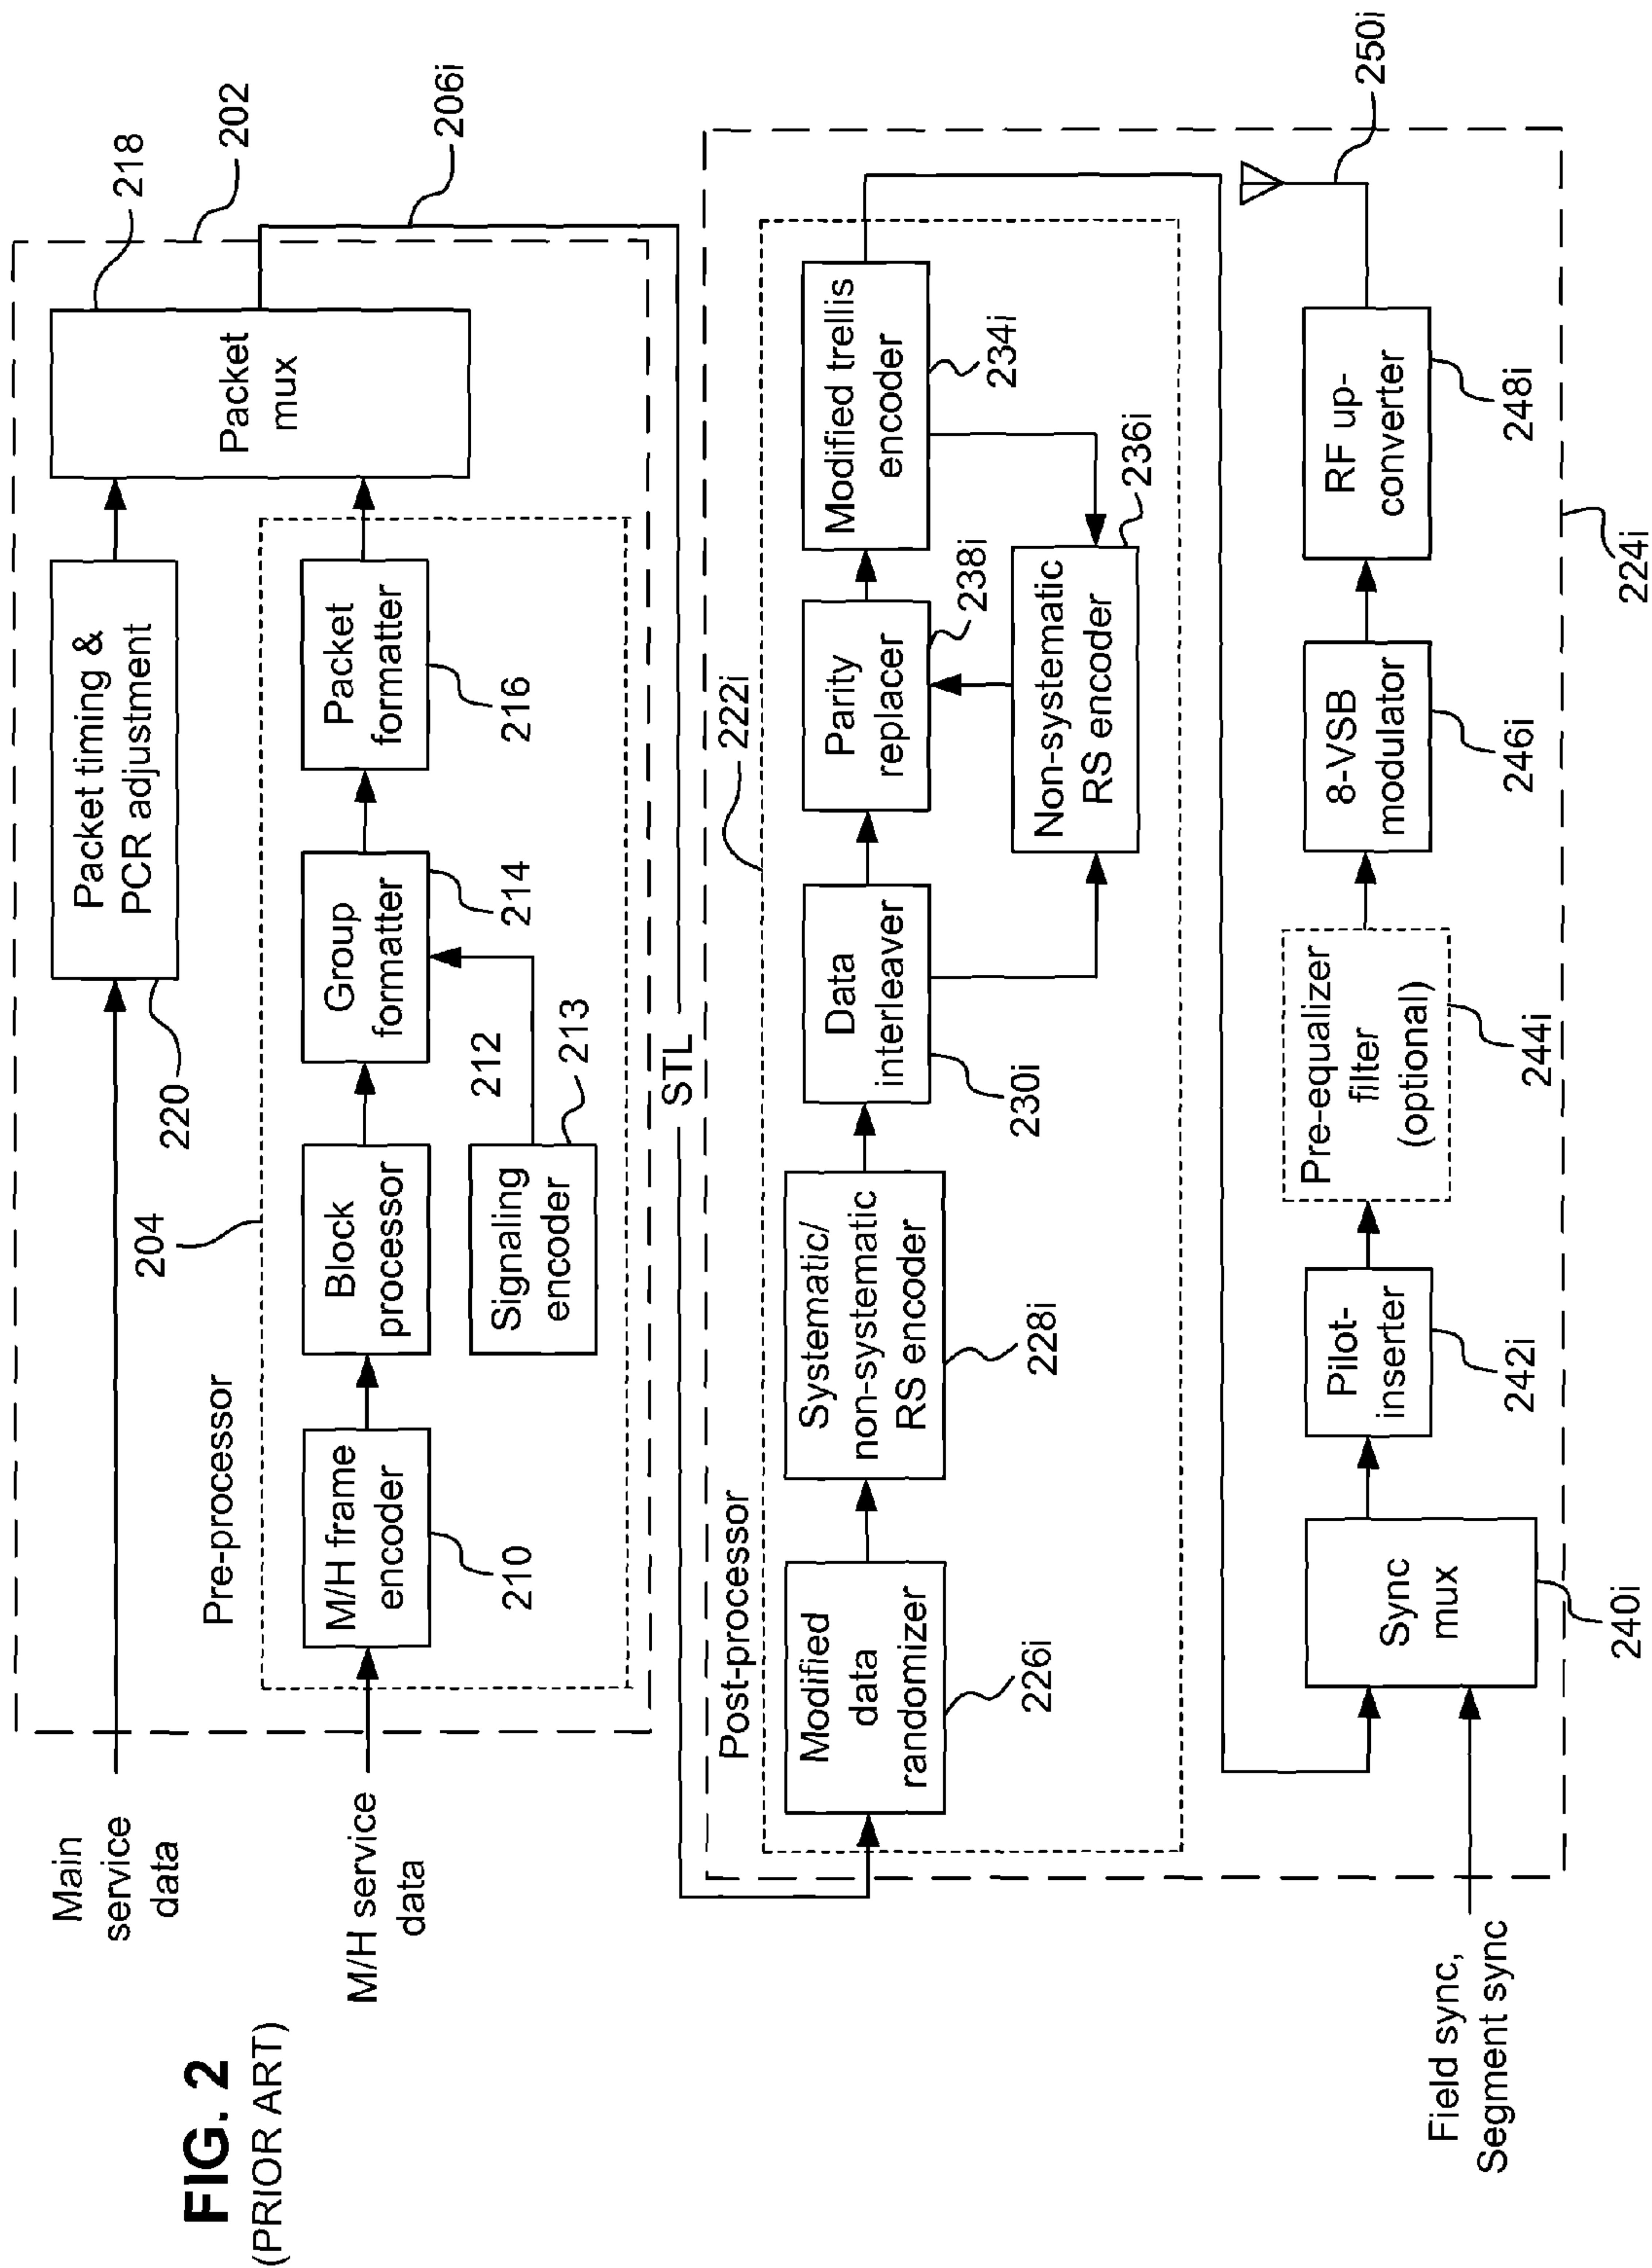 FIG. 2
(PRIOR ART)
Main
service
data
M/H service
data
Pre-processor
204
220
Packet timing &
PCR adjustment
Packet
mux
218
202
206i
M/H frame
encoder
210
Block
processor
Signaling
encoder
212
213
Group
formatter
214
Packet
formatter
216
STL
Post-processor
222i
Modified
data
randomizer
226i
Systematic/
non-systematic
RS encoder
228i
Data
interleaver
230i
Parity
replacer
238i
Modified trellis
encoder
234i
Non-systematic
RS encoder
236i
Field sync,
Segment sync
Sync
mux
240i
Pilot-
inserter
242i
Pre-equalizer
filter
(optional)
244i
8-VSB
modulator
246i
RF up-
converter
248i
250i
224i